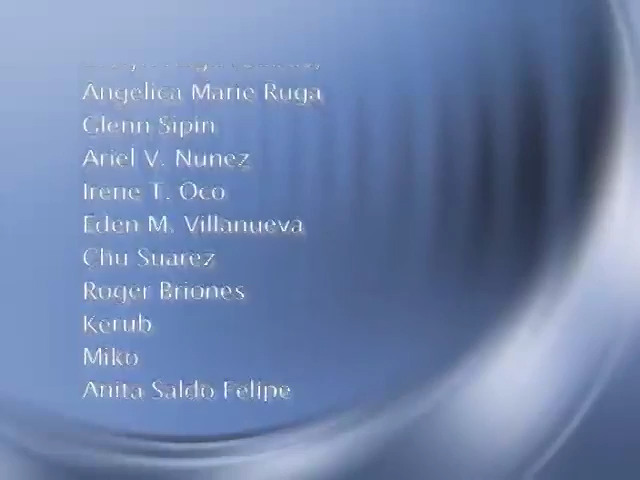 Angelica Marie Ruga
Glenn Sipin
Ariel V. Nunez
Irene T. Oco
Eden M. Villanueva
Chu Suarez
Roger Briones
Kerub
Miko
Anita Saldo Felipe